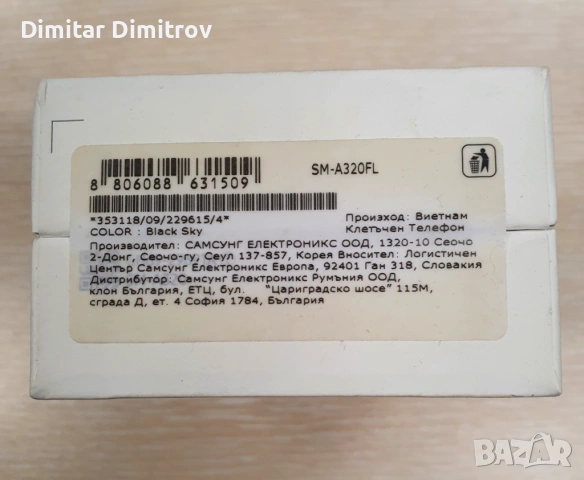 Dimitar Dimitrov
SM-A320FL
8 806088 631509
*353118/09/229615/4*
Произход: Виетнам
COLOR : Black Sky
Клетъчен Телефон
Производител: САМСУНГ ЕЛЕКТРОНИКС ООД, 1320-10 Сеочо
2-Донг, Сеочо-гу, Сеул 137-857, Корея Вносител: Логистичен
Център Самсунг Електроникс Европа, 92401 Ган 318, Словакия
Дистрибутор: Самсунг Електроникс Румъния ООД,
клон България, ЕТЦ, бул. "Цариградско шосе" 115М,
сграда Д, ет. 4 София 1784, България
BAZAR